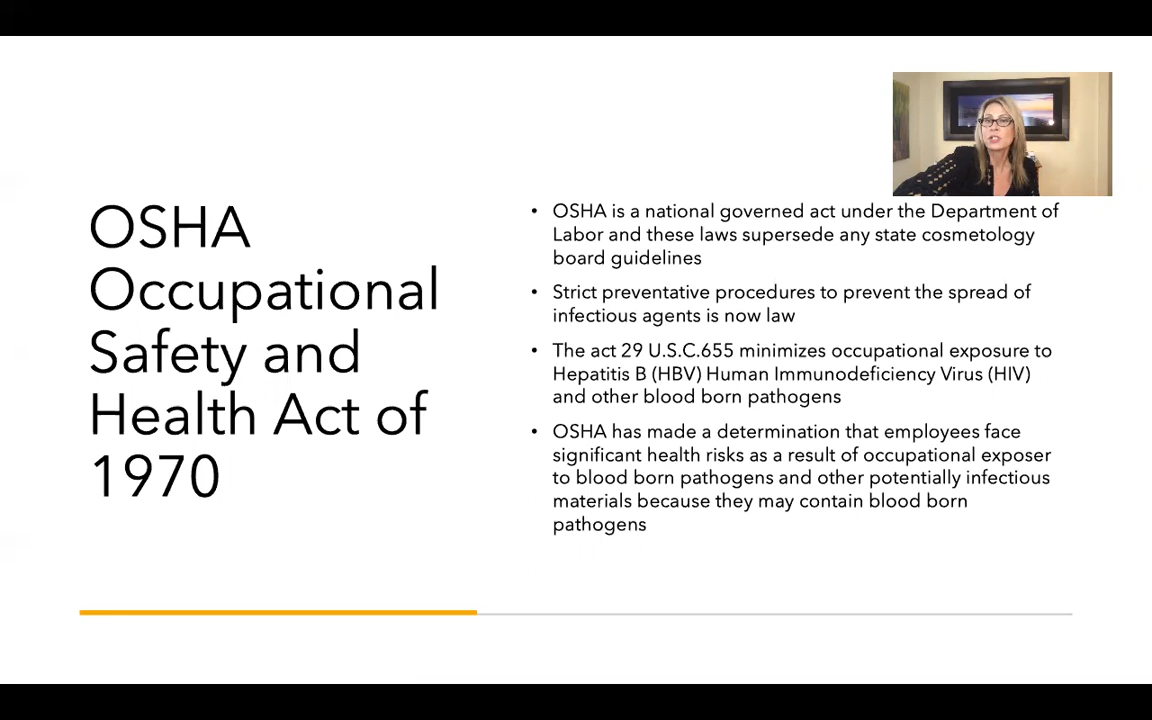 OSHA
Occupational
Safety and
Health Act of
1970
• OSHA is a national governed act under the Department of
Labor and these laws supersede any state cosmetology
board guidelines
• Strict preventative procedures to prevent the spread of
infectious agents is now law
• The act 29 U.S.C.655 minimizes occupational exposure to
Hepatitis B (HBV) Human Immunodeficiency Virus (HIV)
and other blood born pathogens
• OSHA has made a determination that employees face
significant health risks as a result of occupational exposer
to blood born pathogens and other potentially infectious
materials because they may contain blood born
pathogens